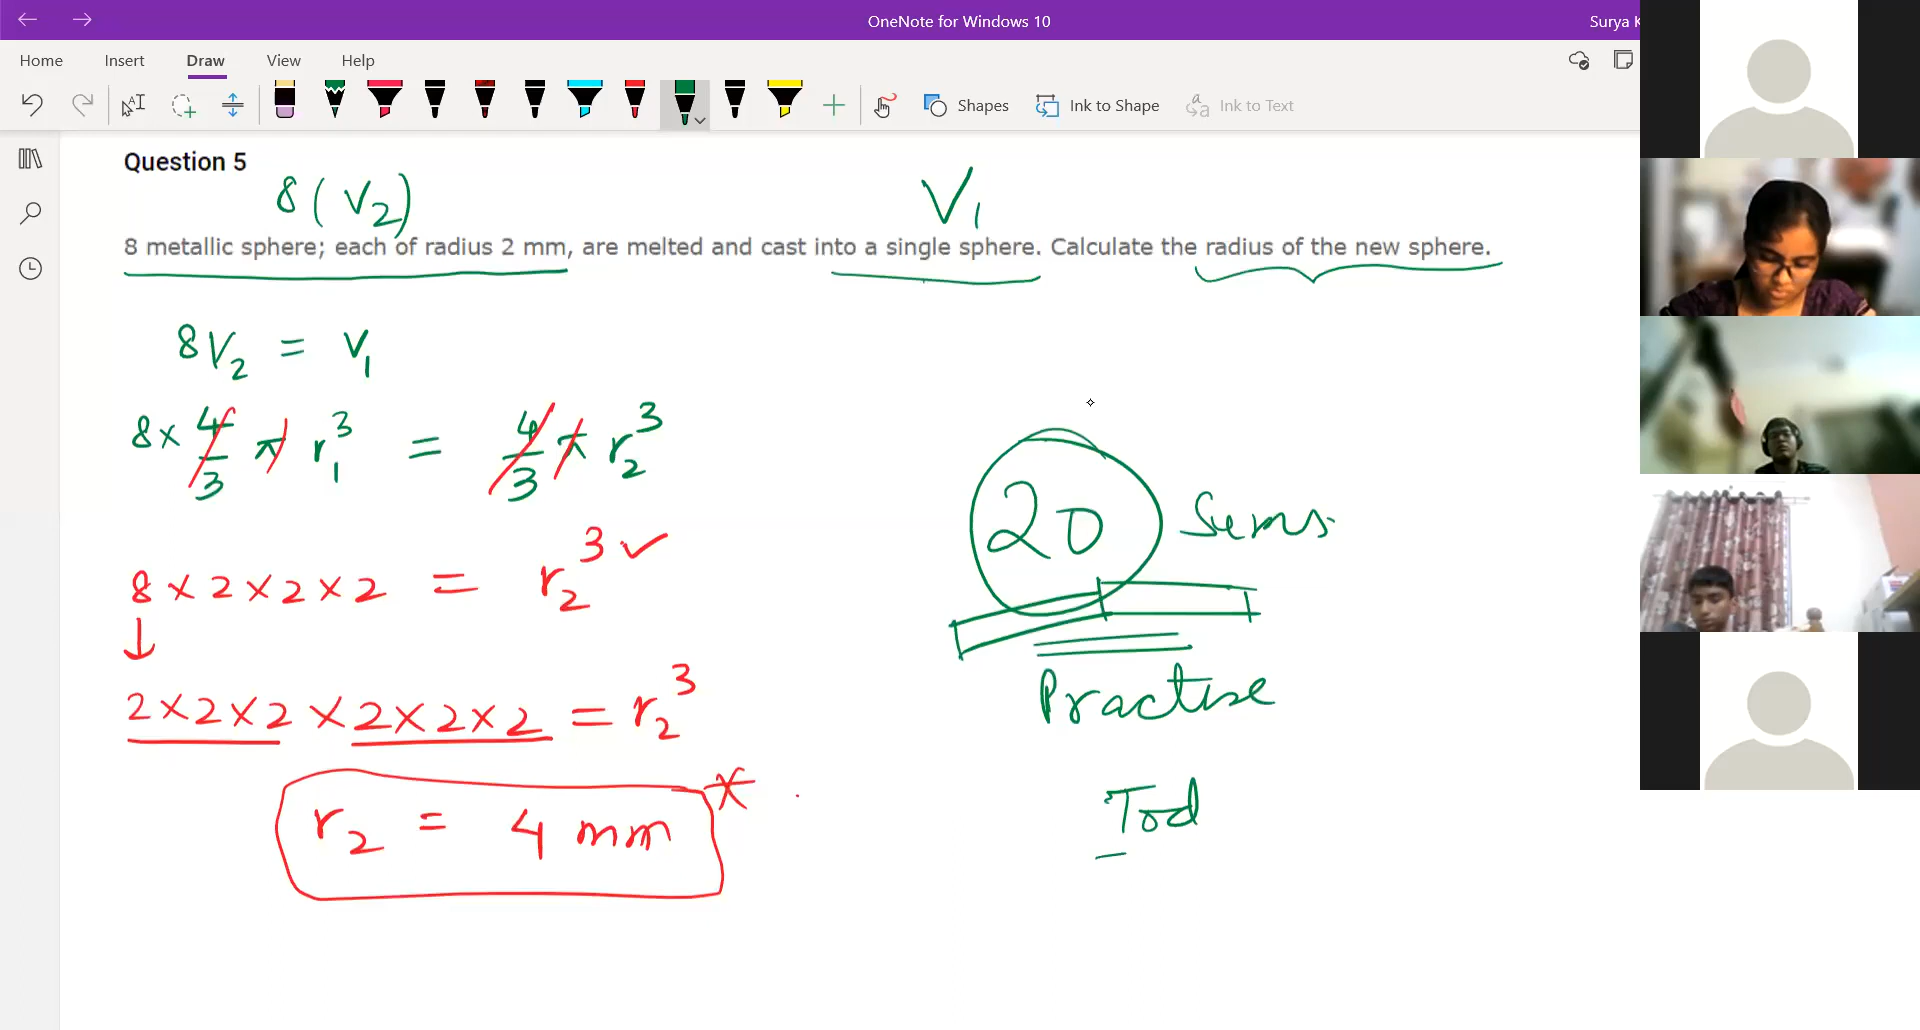 OneNote for Windows 10
Surya K
Home Insert Draw View Help
Shapes Ink to Shape Ink to Text
Question 5
8 ( V2 )
V1
8 metallic sphere; each of radius 2 mm, are melted and cast into a single sphere. Calculate the radius of the new sphere.
8V2 = V1
8 × 4/3 π r1^3 = 4/3 π r2^3
8 × 2 × 2 × 2 = r2^3 ✓
2 × 2 × 2 × 2 × 2 × 2 = r2^3
r2 = 4 mm
20 Sums
Practise
Tod